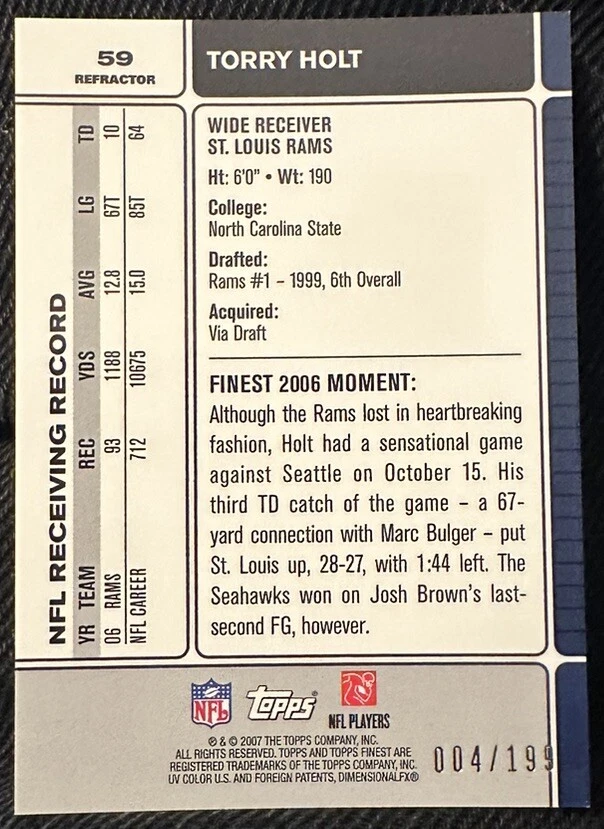 59
REFRACTOR
TORRY HOLT
NFL RECEIVING RECORD
YR TEAM REC YDS AVG LG TD
06 RAMS 93 1188 12.8 67T 10
NFL CAREER 712 10675 15.0 85T 64
WIDE RECEIVER
ST. LOUIS RAMS
Ht: 6'0" • Wt: 190
College:
North Carolina State
Drafted:
Rams #1 – 1999, 6th Overall
Acquired:
Via Draft
FINEST 2006 MOMENT:
Although the Rams lost in heartbreaking
fashion, Holt had a sensational game
against Seattle on October 15. His
third TD catch of the game – a 67-
yard connection with Marc Bulger – put
St. Louis up, 28-27, with 1:44 left. The
Seahawks won on Josh Brown's last-
second FG, however.
NFL
Topps®
NFL PLAYERS
℗ & © 2007 THE TOPPS COMPANY, INC.
ALL RIGHTS RESERVED. TOPPS AND TOPPS FINEST ARE
REGISTERED TRADEMARKS OF THE TOPPS COMPANY, INC.
UV COLOR U.S. AND FOREIGN PATENTS, DIMENSIONALFX®
004/199